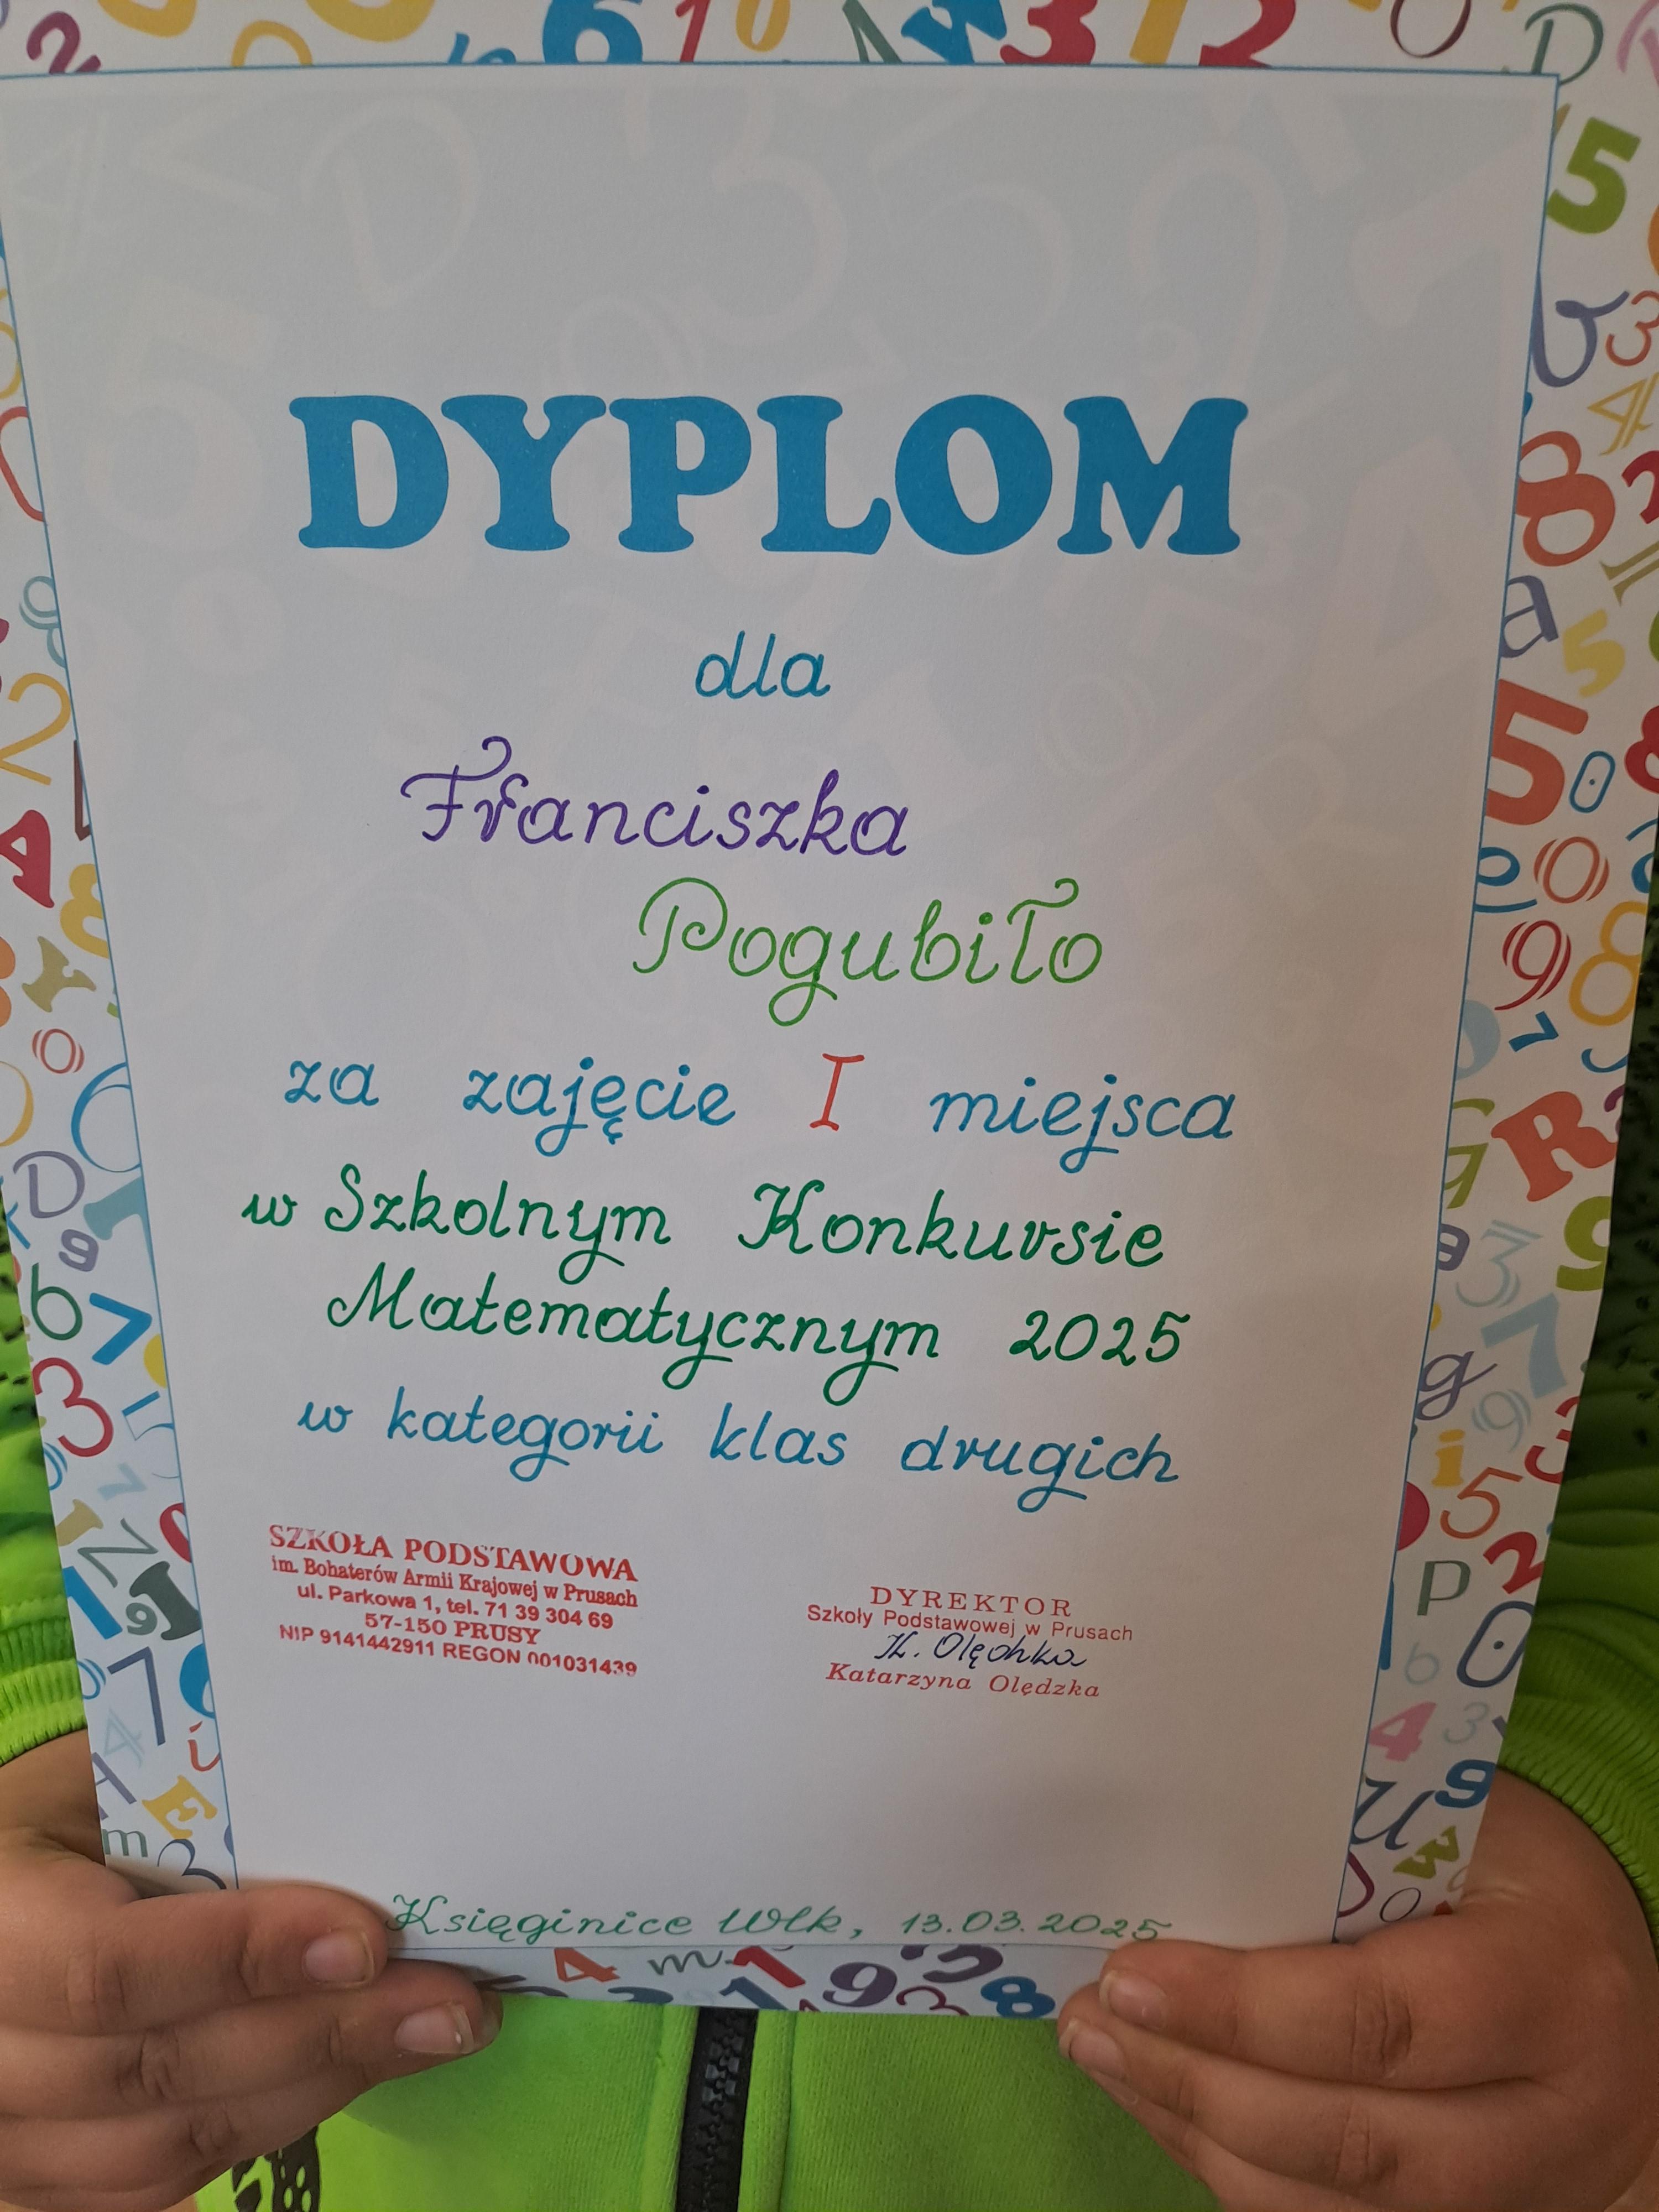 DYPLOM
dla
Franciszka
Pogubiło
za zajęcie I miejsca
w Szkolnym Konkursie
Matematycznym 2025
w kategorii klas drugich
SZKOŁA PODSTAWOWA
im. Bohaterów Armii Krajowej w Prusach
ul. Parkowa 1, tel. 71 39 304 69
57-150 PRUSY
NIP 9141442911 REGON 001031439
DYREKTOR
Szkoły Podstawowej w Prusach
K. Olędzka
Katarzyna Olędzka
Księginice Wlk, 13.03.2025